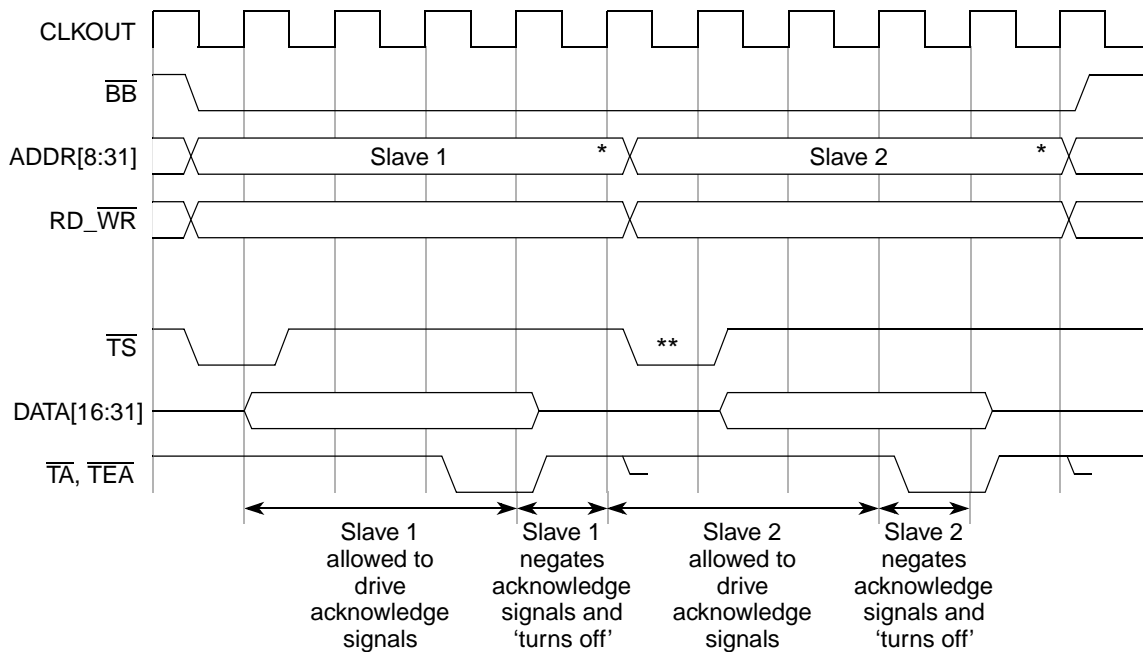 CLKOUT
BB
ADDR[8:31]
Slave 1
*
Slave 2
*
RD_WR
TS
**
DATA[16:31]
TA, TEA
Slave 1
allowed to
drive
acknowledge
signals
Slave 1
negates
acknowledge
signals and
‘turns off’
Slave 2
allowed to
drive
acknowledge
signals
Slave 2
negates
acknowledge
signals and
‘turns off’